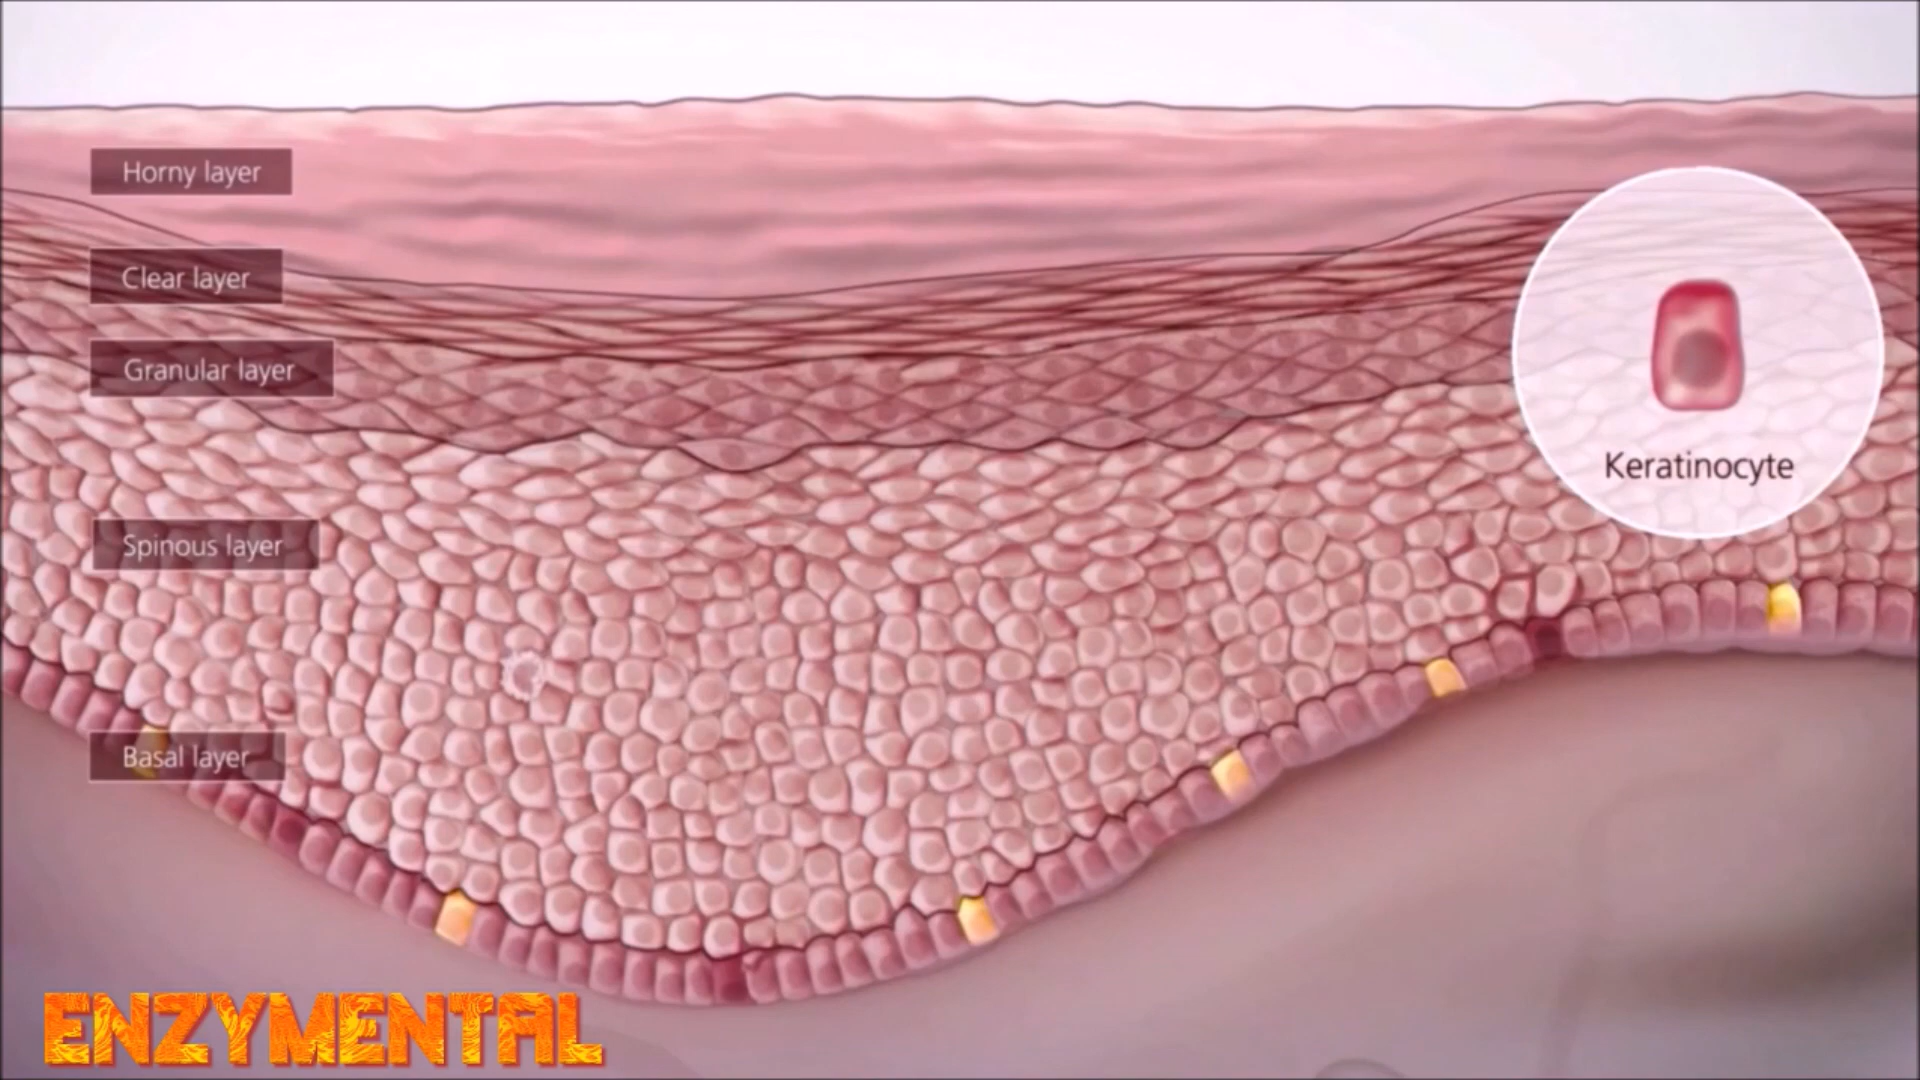 Horny layer
Clear layer
Granular layer
Keratinocyte
Spinous layer
Basal layer
ENZYMENTAL